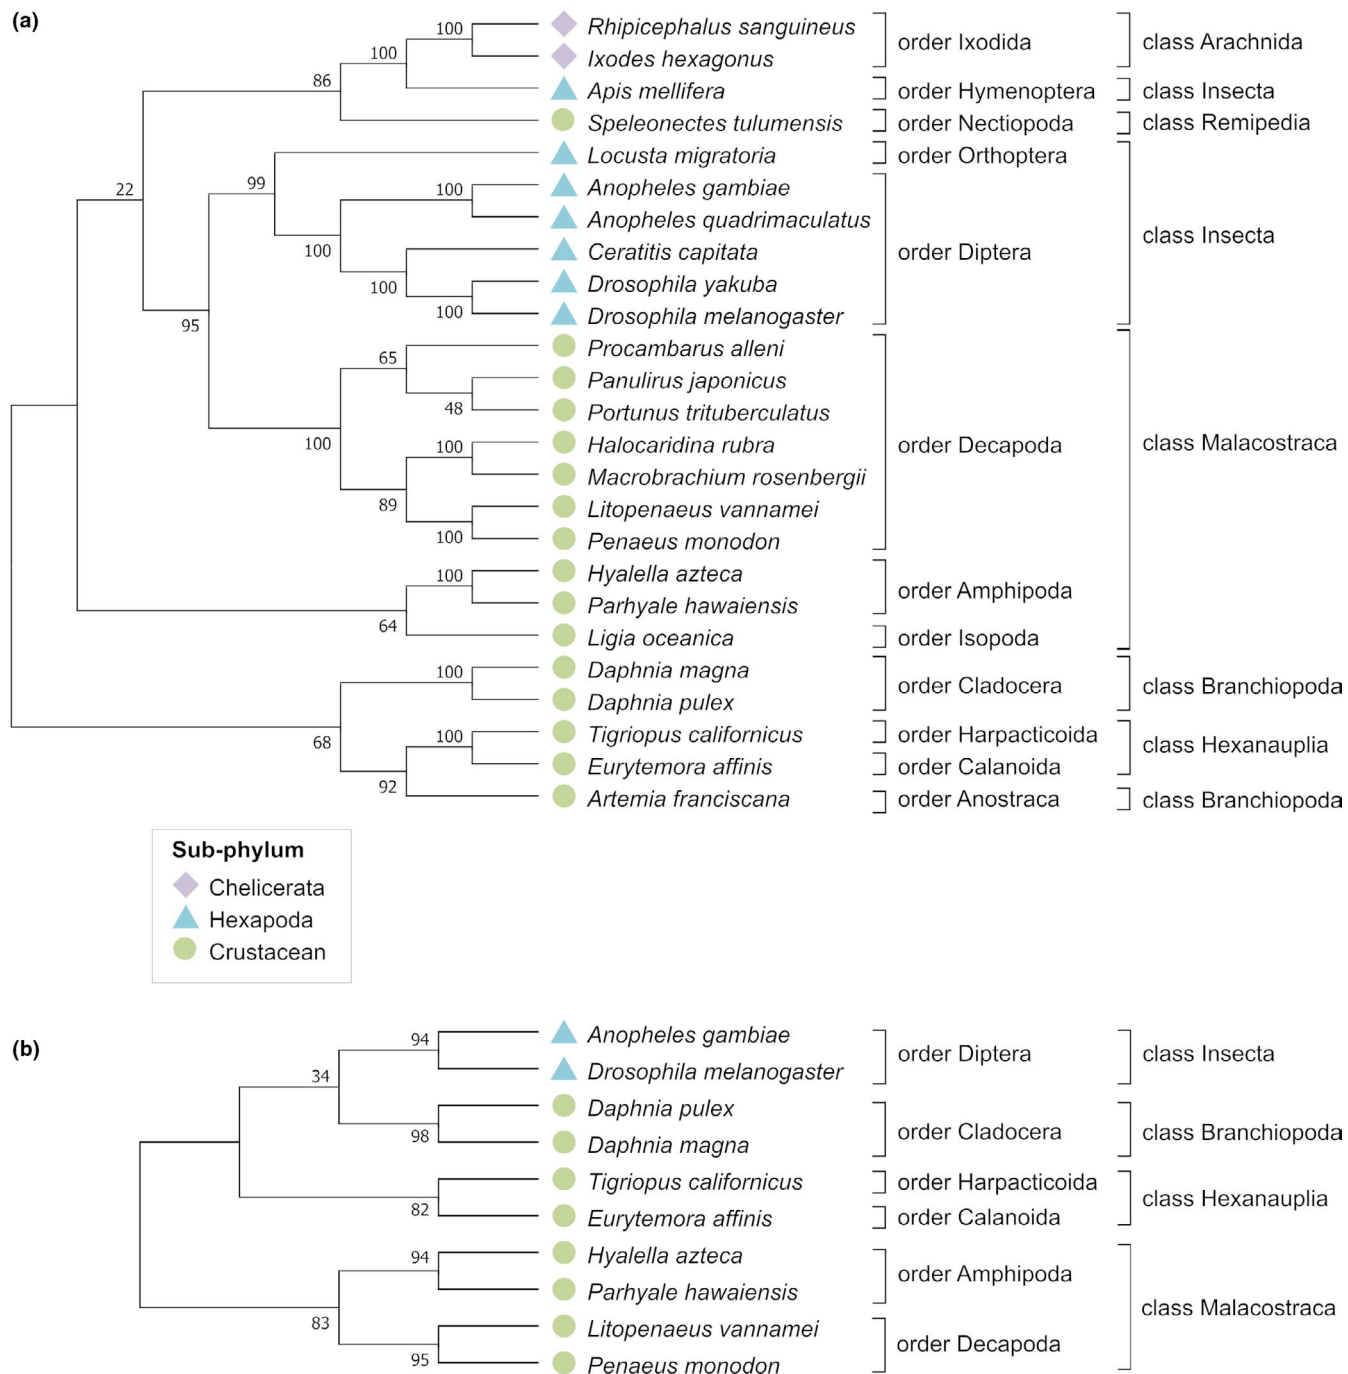 (a)
100 Rhipicephalus sanguineus order Ixodida class Arachnida
100 Ixodes hexagonus
86 Apis mellifera order Hymenoptera class Insecta
Speleonectes tulumensis order Nectiopoda class Remipedia
Locusta migratoria order Orthoptera
22 99 100 Anopheles gambiae
Anopheles quadrimaculatus class Insecta
100 Ceratitis capitata order Diptera
100 Drosophila yakuba
95 100 Drosophila melanogaster
65 Procambarus alleni
Panulirus japonicus
48 Portunus trituberculatus
100 100 Halocaridina rubra order Decapoda class Malacostraca
Macrobrachium rosenbergii
89 Litopenaeus vannamei
100 Penaeus monodon
100 Hyalella azteca order Amphipoda
Parhyale hawaiensis
64 Ligia oceanica order Isopoda
100 Daphnia magna order Cladocera class Branchiopoda
Daphnia pulex
68 100 Tigriopus californicus order Harpacticoida class Hexanauplia
Eurytemora affinis order Calanoida
92 Artemia franciscana order Anostraca class Branchiopoda
Sub-phylum
Chelicerata
Hexapoda
Crustacean
(b)
94 Anopheles gambiae order Diptera class Insecta
34 Drosophila melanogaster
Daphnia pulex order Cladocera class Branchiopoda
98 Daphnia magna
Tigriopus californicus order Harpacticoida class Hexanauplia
82 Eurytemora affinis order Calanoida
94 Hyalella azteca order Amphipoda
Parhyale hawaiensis class Malacostraca
83 Litopenaeus vannamei order Decapoda
95 Penaeus monodon